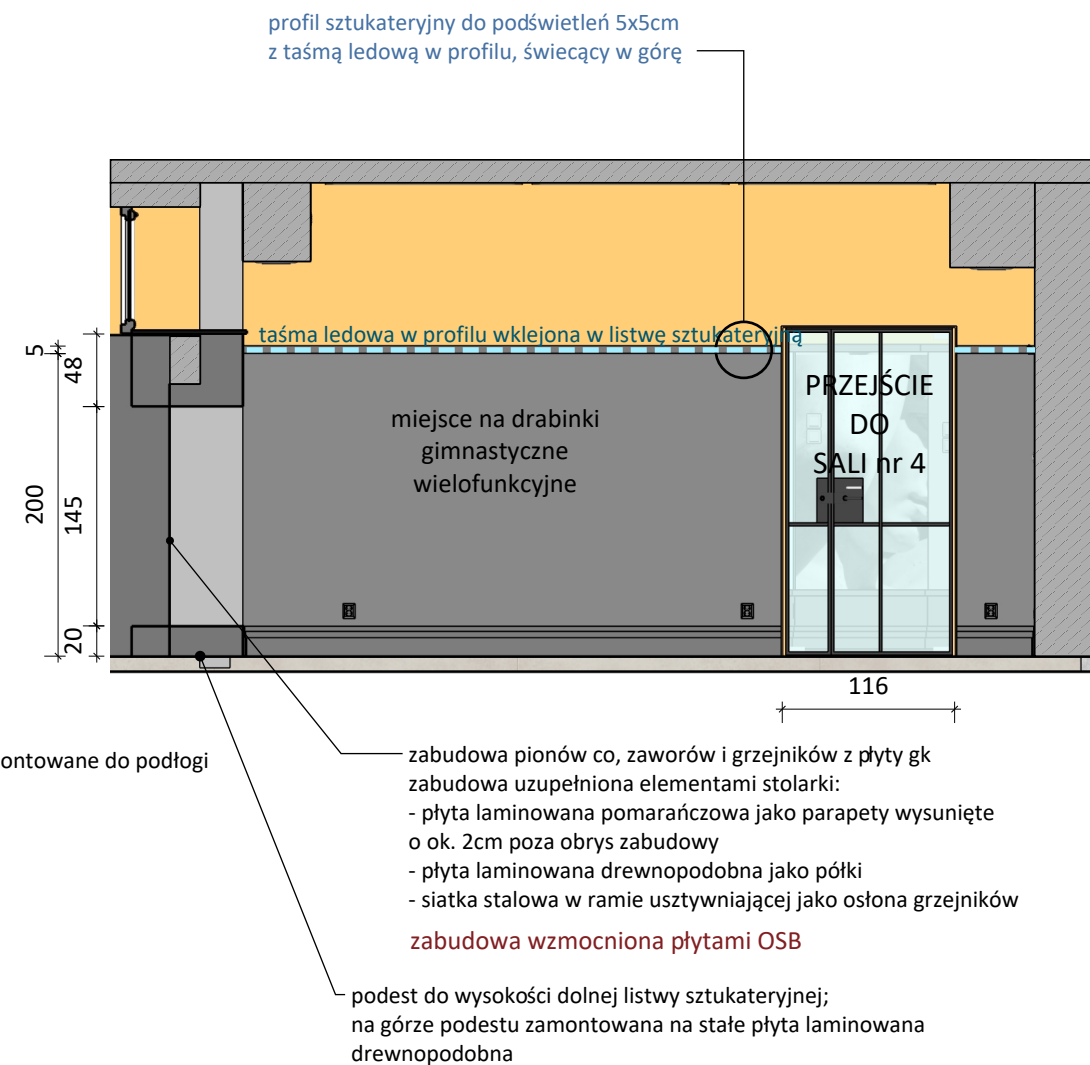 profil sztukateryjny do podświetleń 5x5cm
z taśmą ledową w profilu, świecący w górę
taśma ledowa w profilu wklejona w listwę sztukateryjną
5
48
200
145
20
miejsce na drabinki
gimnastyczne
wielofunkcyjne
PRZEJŚCIE
DO
SALI nr 4
116
ontowane do podłogi
zabudowa pionów co, zaworów i grzejników z płyty gk
zabudowa uzupełniona elementami stolarki:
- płyta laminowana pomarańczowa jako parapety wysunięte
o ok. 2cm poza obrys zabudowy
- płyta laminowana drewnopodobna jako półki
- siatka stalowa w ramie usztywniającej jako osłona grzejników
zabudowa wzmocniona płytami OSB
podest do wysokości dolnej listwy sztukateryjnej;
na górze podestu zamontowana na stałe płyta laminowana
drewnopodobna